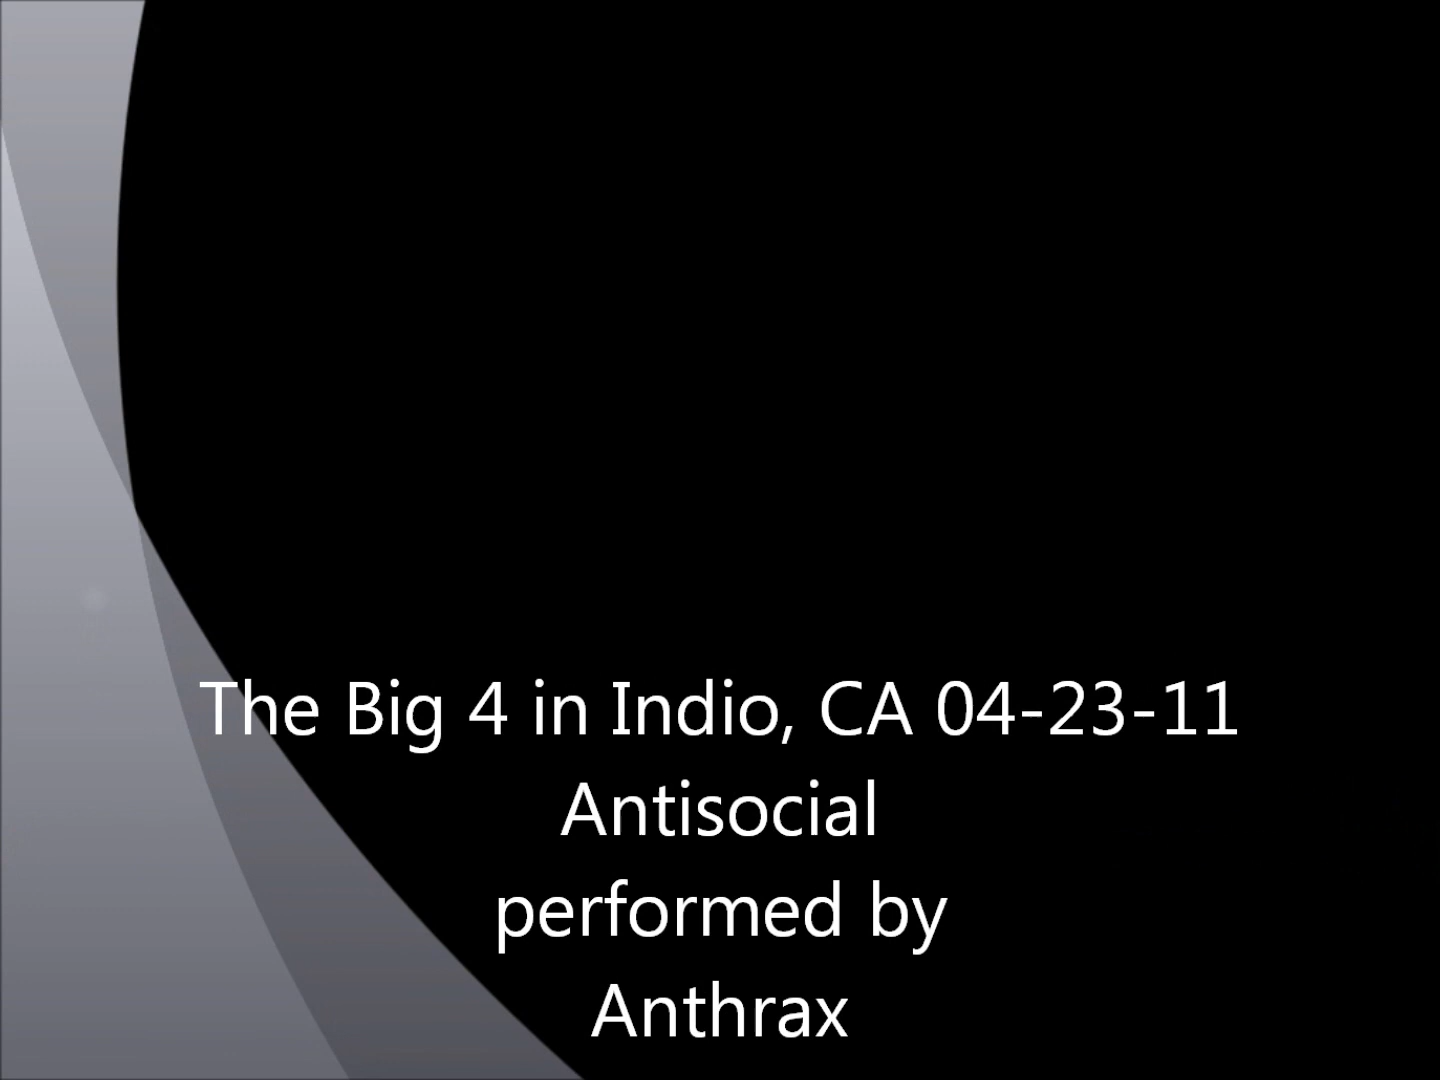 The Big 4 in Indio, CA 04-23-11
Antisocial
performed by
Anthrax